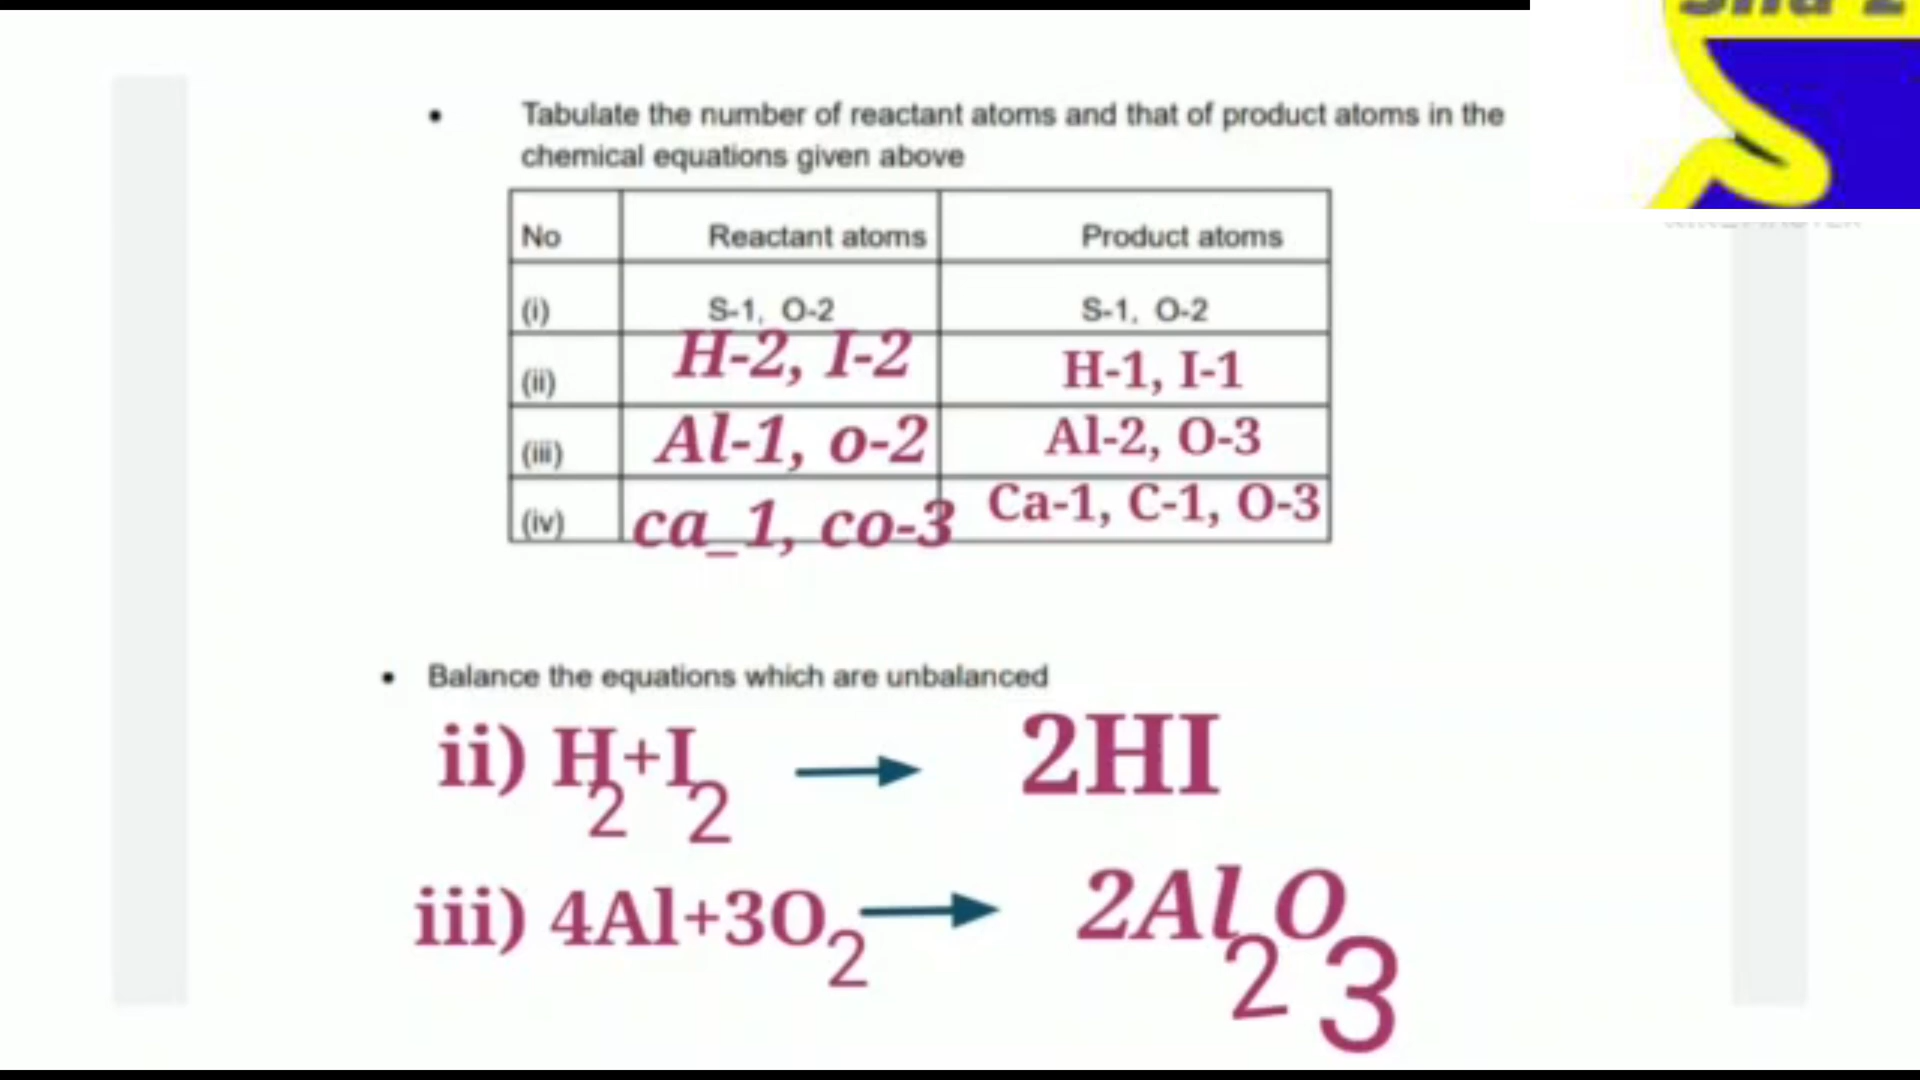 • Tabulate the number of reactant atoms and that of product atoms in the
chemical equations given above
No Reactant atoms Product atoms
(i) S-1, O-2 S-1, O-2
(ii) H-2, I-2 H-1, I-1
(iii) Al-1, o-2 Al-2, O-3
(iv) ca_1, co-3 Ca-1, C-1, O-3
• Balance the equations which are unbalanced
ii) H2+I2 → 2HI
iii) 4Al+3O2 → 2Al2O3